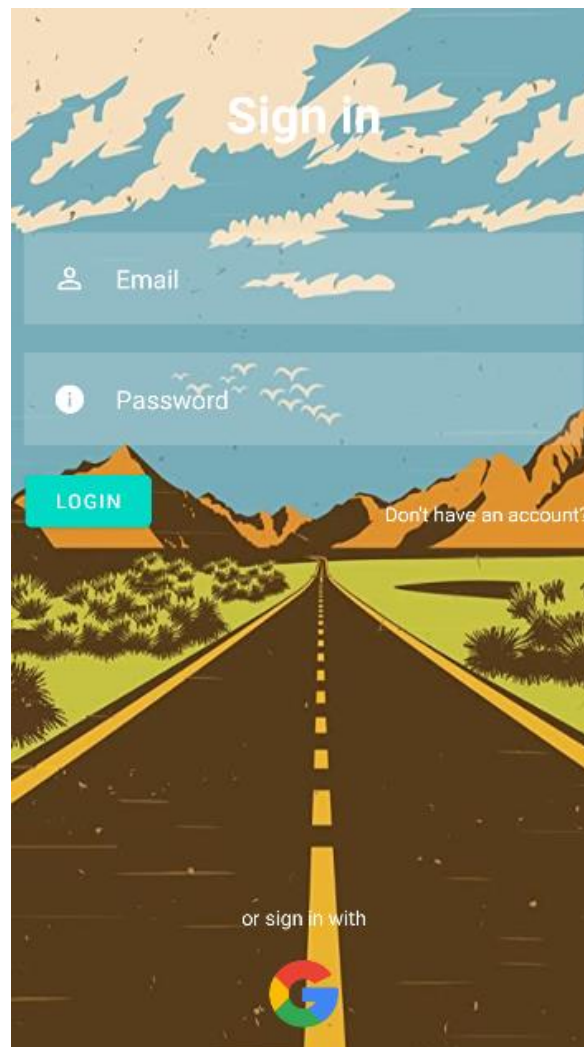 Sign in
Email
Password
LOGIN
Don't have an account?
or sign in with